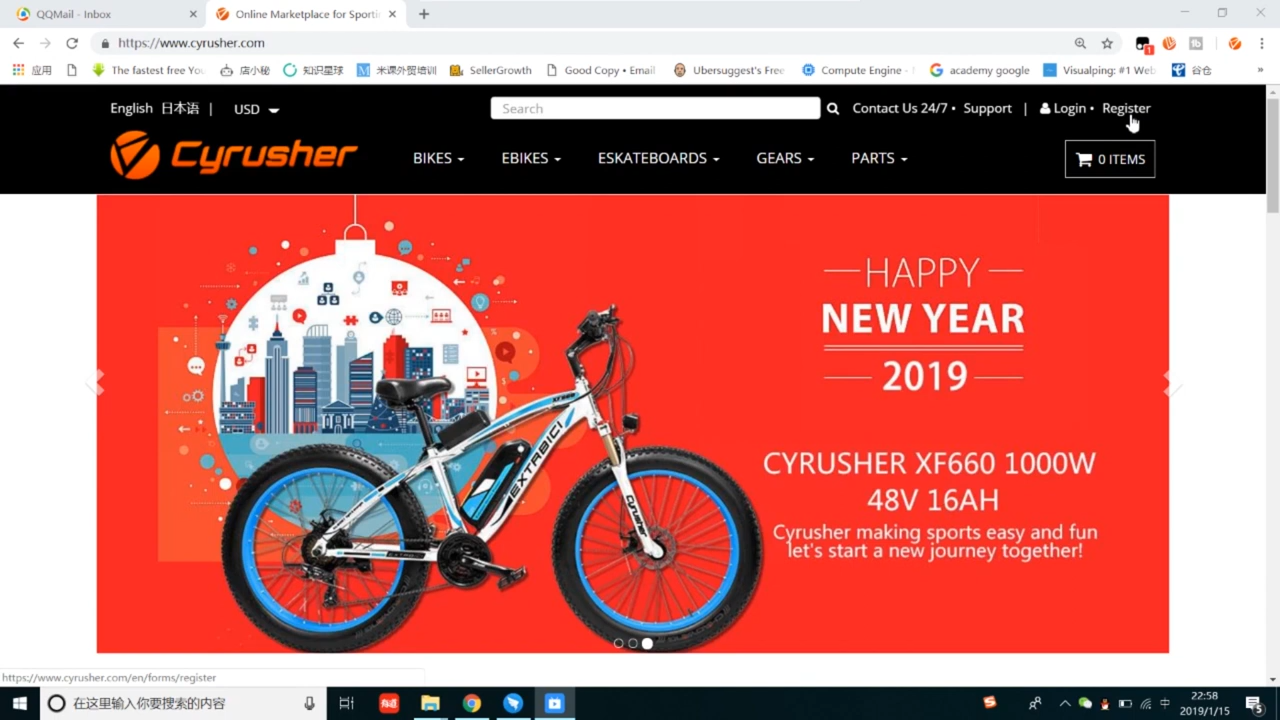 QQMail - Inbox
Online Marketplace for Sporti
https://www.cyrusher.com
应用
The fastest free You
店小秘
知识星球
米课外贸培训
SellerGrowth
Good Copy • Email
Ubersuggest's Free
Compute Engine -
academy google
Visualping: #1 Web
谷仓
»
1
English 日本语 |
USD
Search
Contact Us 24/7 • Support | Login • Register
Cyrusher
BIKES
EBIKES
ESKATEBOARDS
GEARS
PARTS
0 ITEMS
HAPPY
NEW YEAR
2019
CYRUSHER XF660 1000W
48V 16AH
Cyrusher making sports easy and fun
let's start a new journey together!
EXTRBICI
Cyrusher
https://www.cyrusher.com/en/forms/register
在这里输入你要搜索的内容
中
22:58
2019/1/15
5